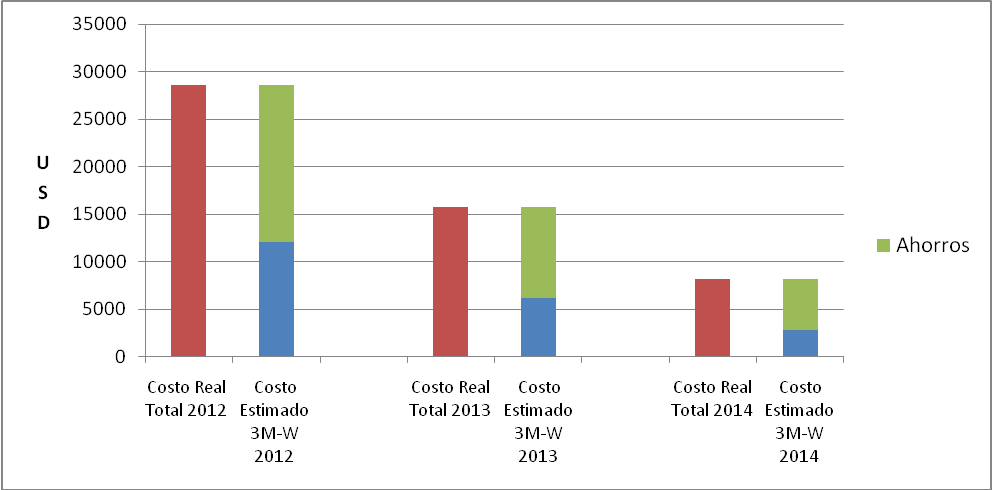 35000
30000
25000
20000
15000
10000
5000
0
U
S
D
Costo Real
Total 2012
Costo
Estimado
3M-W
2012
Costo Real
Total 2013
Costo
Estimado
3M-W
2013
Costo Real
Total 2014
Costo
Estimado
3M-W
2014
Ahorros